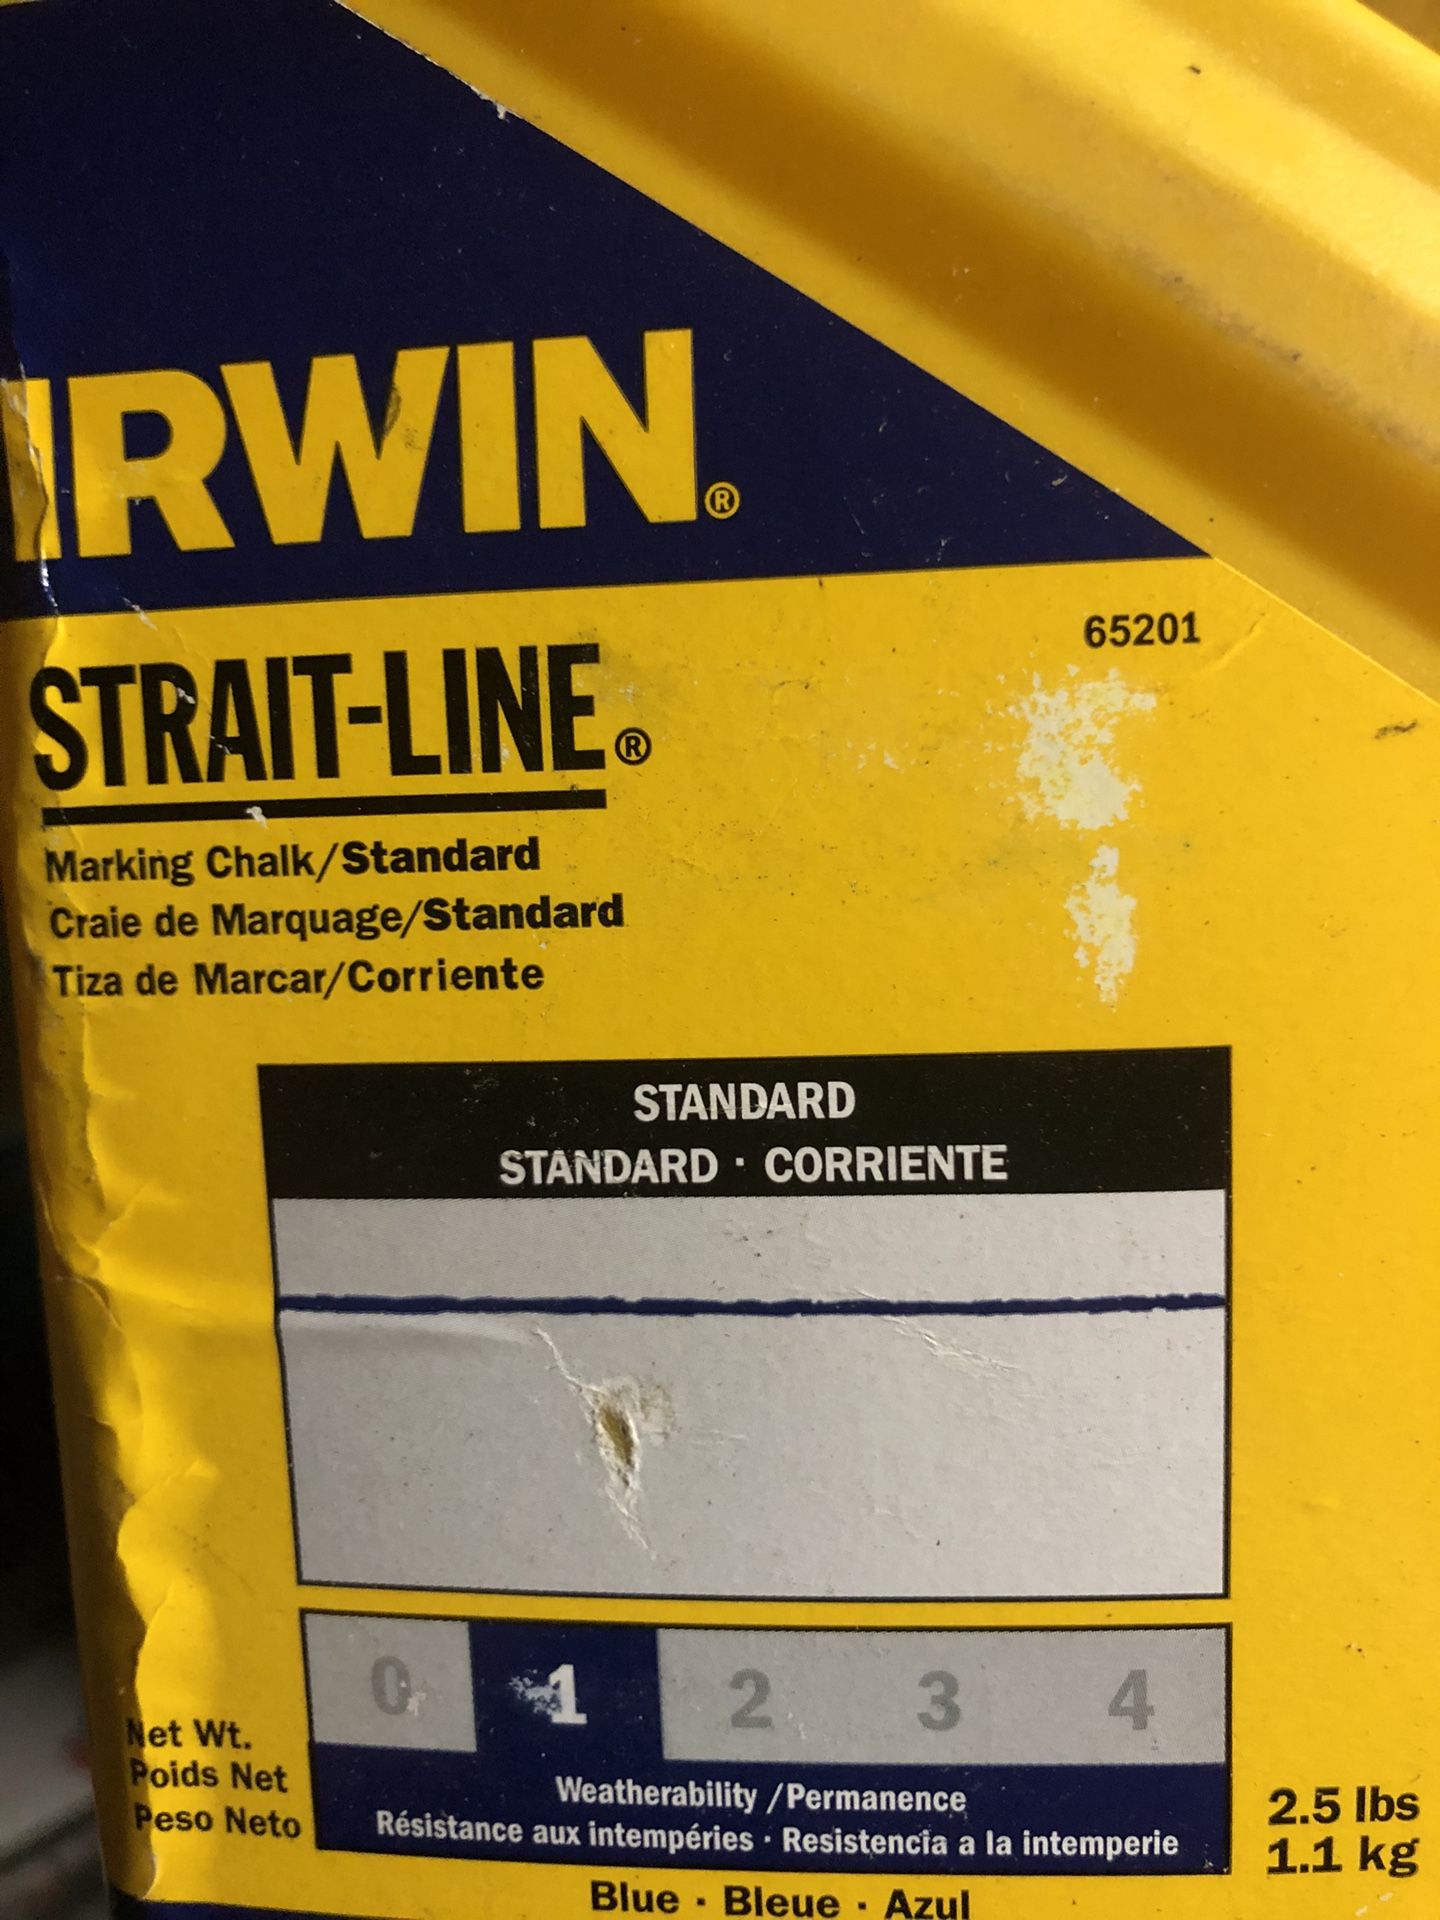 IRWIN®
65201
STRAIT-LINE®
Marking Chalk/Standard
Craie de Marquage/Standard
Tiza de Marcar/Corriente
STANDARD
STANDARD · CORRIENTE
0 1 2 3 4
Weatherability /Permanence
Résistance aux intempéries · Resistencia a la intemperie
Net Wt.
Poids Net
Peso Neto
2.5 lbs
1.1 kg
Blue · Bleue · Azul